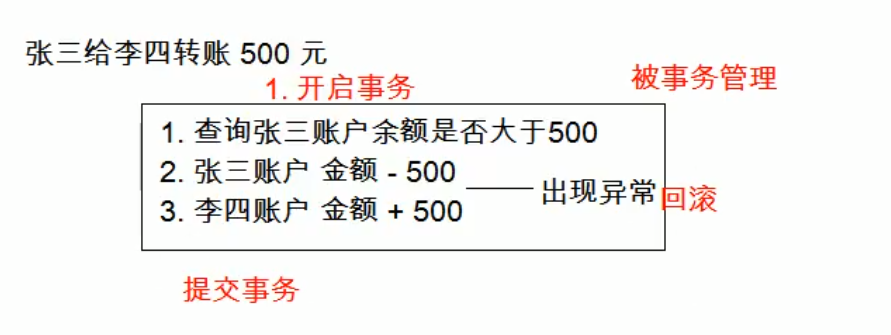 张三给李四转账 500 元
1. 开启事务
被事务管理
1. 查询张三账户余额是否大于500
2. 张三账户 金额 - 500
3. 李四账户 金额 + 500
出现异常
回滚
提交事务